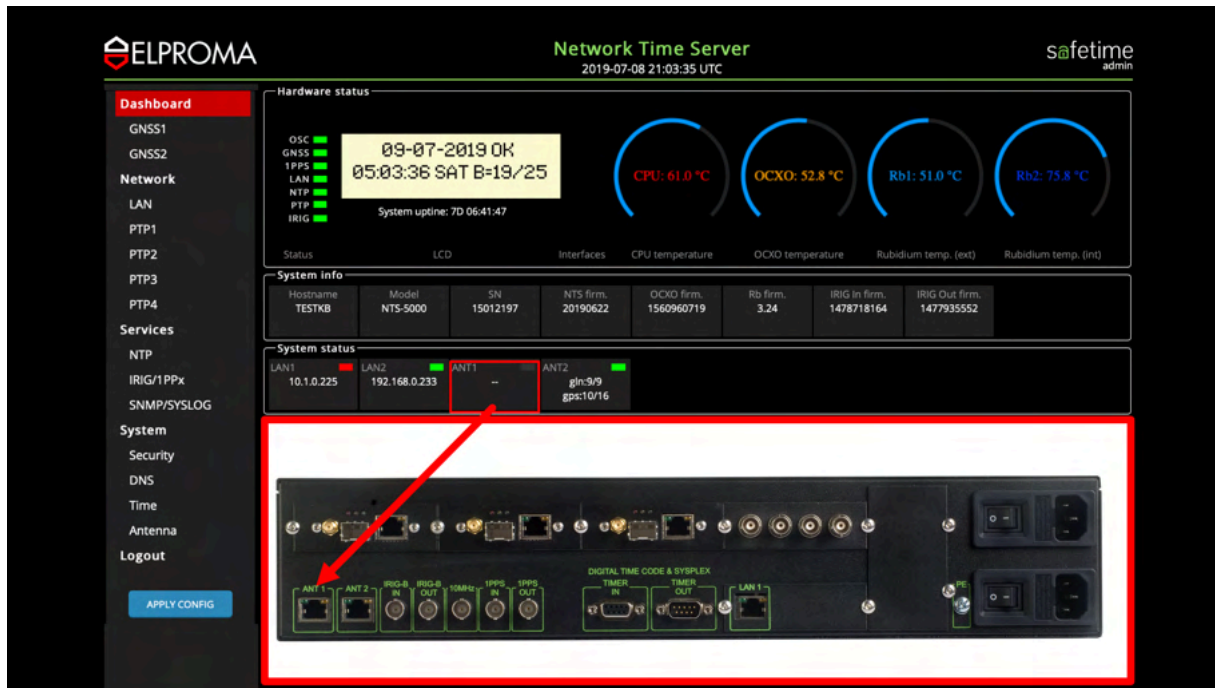 ELPROMA
Network Time Server
2019-07-08 21:03:35 UTC
safetime
admin
Dashboard
GNSS1
GNSS2
Network
LAN
PTP1
PTP2
PTP3
PTP4
Services
NTP
IRIG/1PPx
SNMP/SYSLOG
System
Security
DNS
Time
Antenna
Logout
APPLY CONFIG
Hardware status
OSC
GNSS
1PPS
LAN
NTP
PTP
IRIG
09-07-2019 OK
05:03:36 SAT B=19/25
System uptine: 7D 06:41:47
CPU: 61.0 °C
OCXO: 52.8 °C
Rb1: 51.0 °C
Rb2: 75.8 °C
Status LCD Interfaces CPU temperature OCXO temperature Rubidium temp. (ext) Rubidium temp. (int)
System info
Hostname Model SN NTS firm. OCXO firm. Rb firm. IRIG In firm. IRIG Out firm.
TESTKB NTS-5000 15012197 20190622 1560960719 3.24 1478718164 1477935552
System status
LAN1 LAN2 ANT1 ANT2
10.1.0.225 192.168.0.233 -- gln:9/9
gps:10/16
DIGITAL TIME CODE & SYSPLEX
ANT 1 ANT 2 IRIG-B IN IRIG-B OUT 10MHz 1PPS IN 1PPS OUT TIMER IN TIMER OUT LAN 1 PE